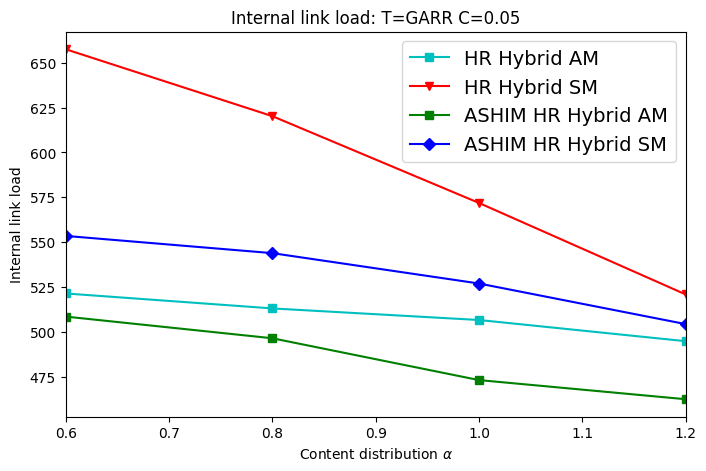 Internal link load: T=GARR C=0.05
HR Hybrid AM
HR Hybrid SM
ASHIM HR Hybrid AM
ASHIM HR Hybrid SM
Internal link load
650
625
600
575
550
525
500
475
0.6 0.7 0.8 0.9 1.0 1.1 1.2
Content distribution α